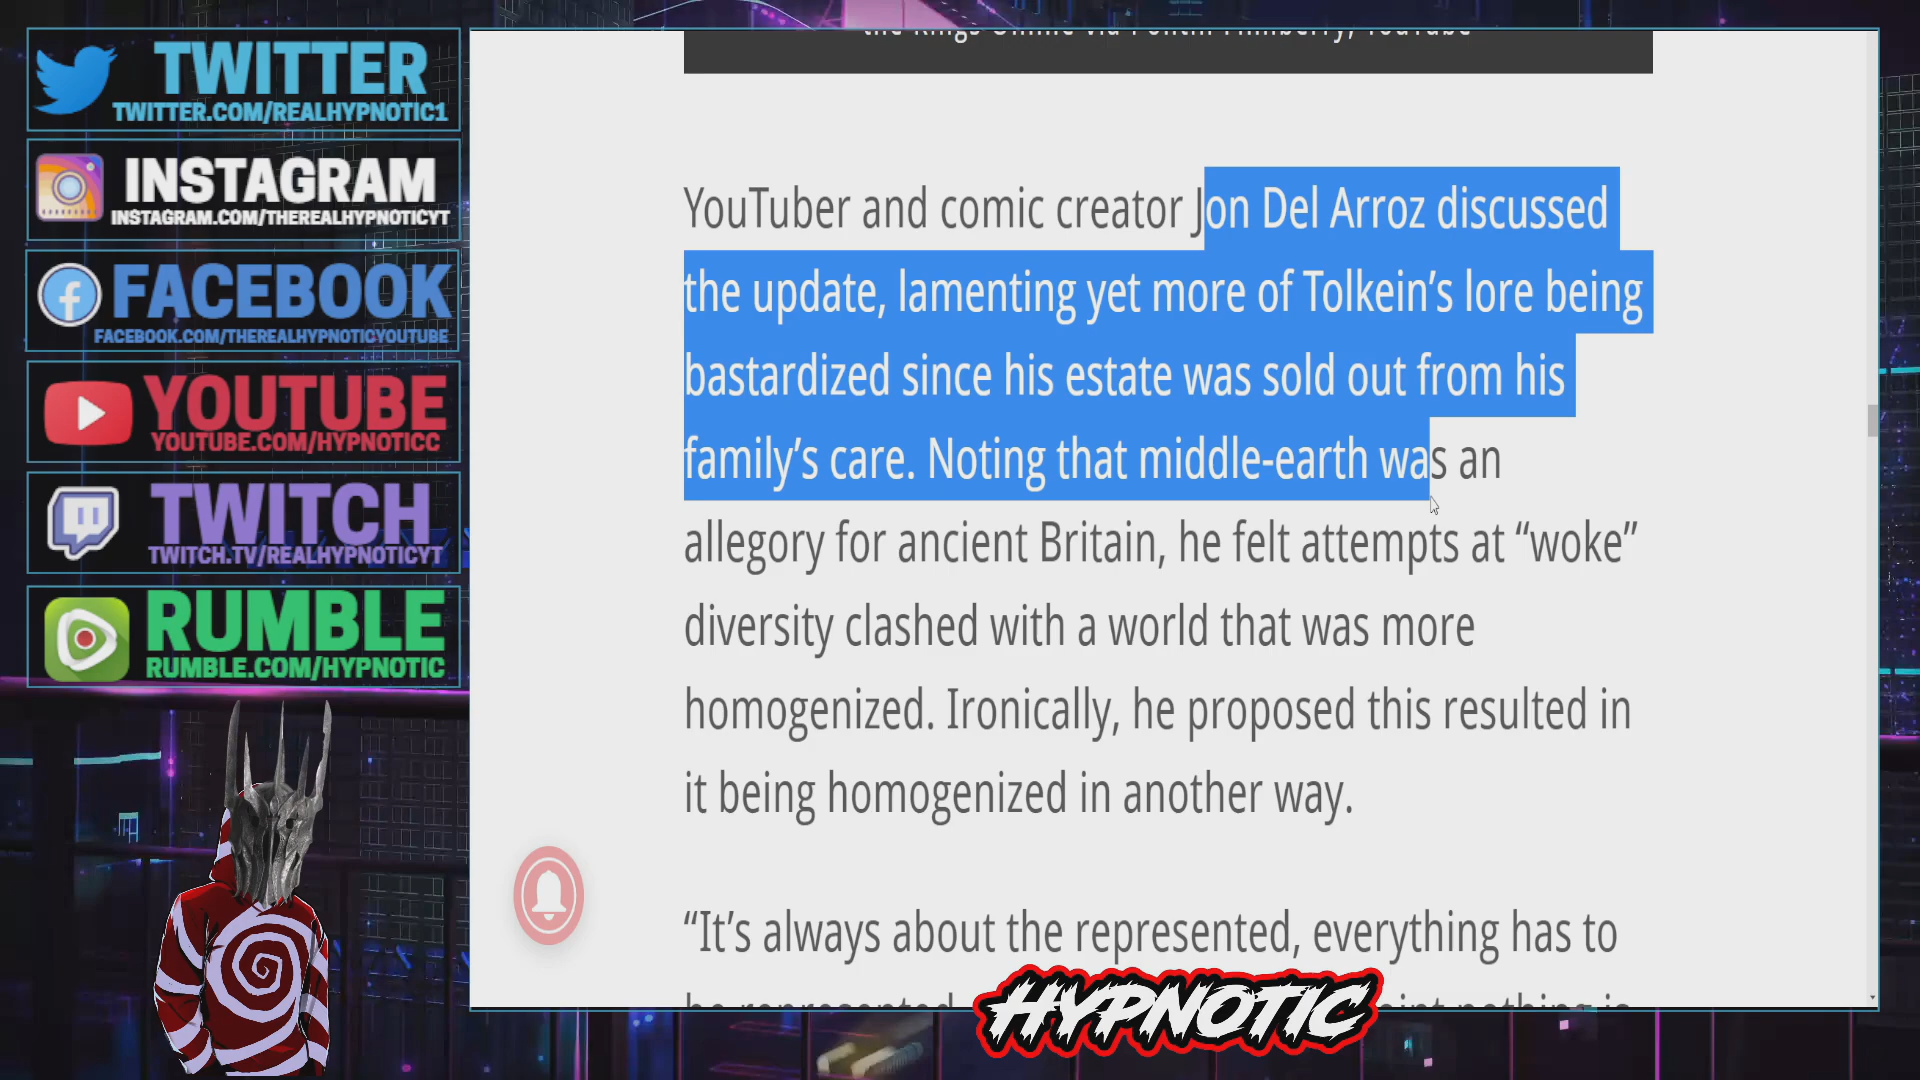 TWITTER
TWITTER.COM/REALHYPNOTIC1
INSTAGRAM
INSTAGRAM.COM/THEREALHYPNOTICYT
FACEBOOK
FACEBOOK.COM/THEREALHYPNOTICYOUTUBE
YOUTUBE
YOUTUBE.COM/HYPNOTICC
TWITCH
TWITCH.TV/REALHYPNOTICYT
RUMBLE
RUMBLE.COM/HYPNOTIC
YouTube
YouTuber and comic creator Jon Del Arroz discussed
the update, lamenting yet more of Tolkein’s lore being
bastardized since his estate was sold out from his
family’s care. Noting that middle-earth was an
allegory for ancient Britain, he felt attempts at “woke”
diversity clashed with a world that was more
homogenized. Ironically, he proposed this resulted in
it being homogenized in another way.
“It’s always about the represented, everything has to
be represented
nothing is
HYPNOTIC